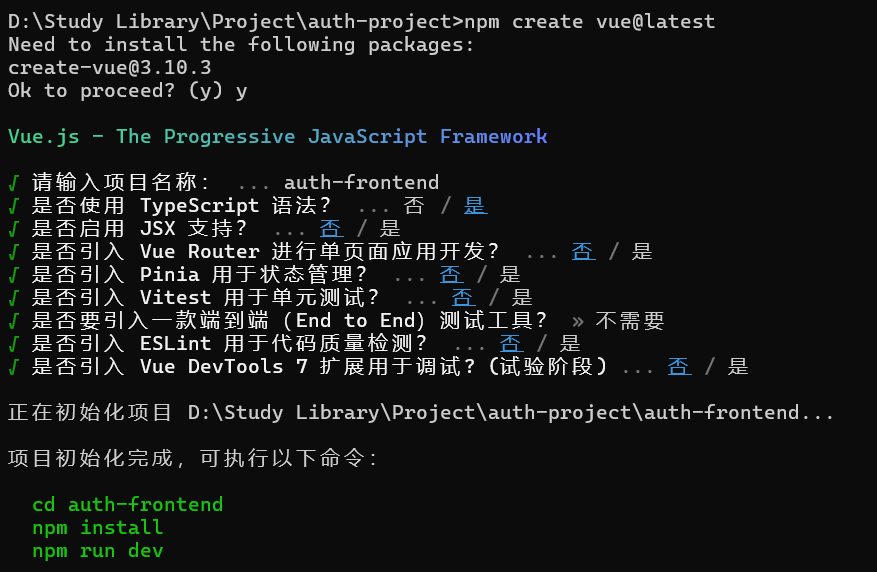 D:\Study Library\Project\auth-project>npm create vue@latest
Need to install the following packages:
create-vue@3.10.3
Ok to proceed? (y) y
Vue.js - The Progressive JavaScript Framework
√ 请输入项目名称： ... auth-frontend
√ 是否使用 TypeScript 语法？ ... 否 / 是
√ 是否启用 JSX 支持？ ... 否 / 是
√ 是否引入 Vue Router 进行单页面应用开发？ ... 否 / 是
√ 是否引入 Pinia 用于状态管理？ ... 否 / 是
√ 是否引入 Vitest 用于单元测试？ ... 否 / 是
√ 是否要引入一款端到端（End to End）测试工具？ » 不需要
√ 是否引入 ESLint 用于代码质量检测？ ... 否 / 是
√ 是否引入 Vue DevTools 7 扩展用于调试？(试验阶段) ... 否 / 是
正在初始化项目 D:\Study Library\Project\auth-project\auth-frontend...
项目初始化完成，可执行以下命令：
cd auth-frontend
npm install
npm run dev